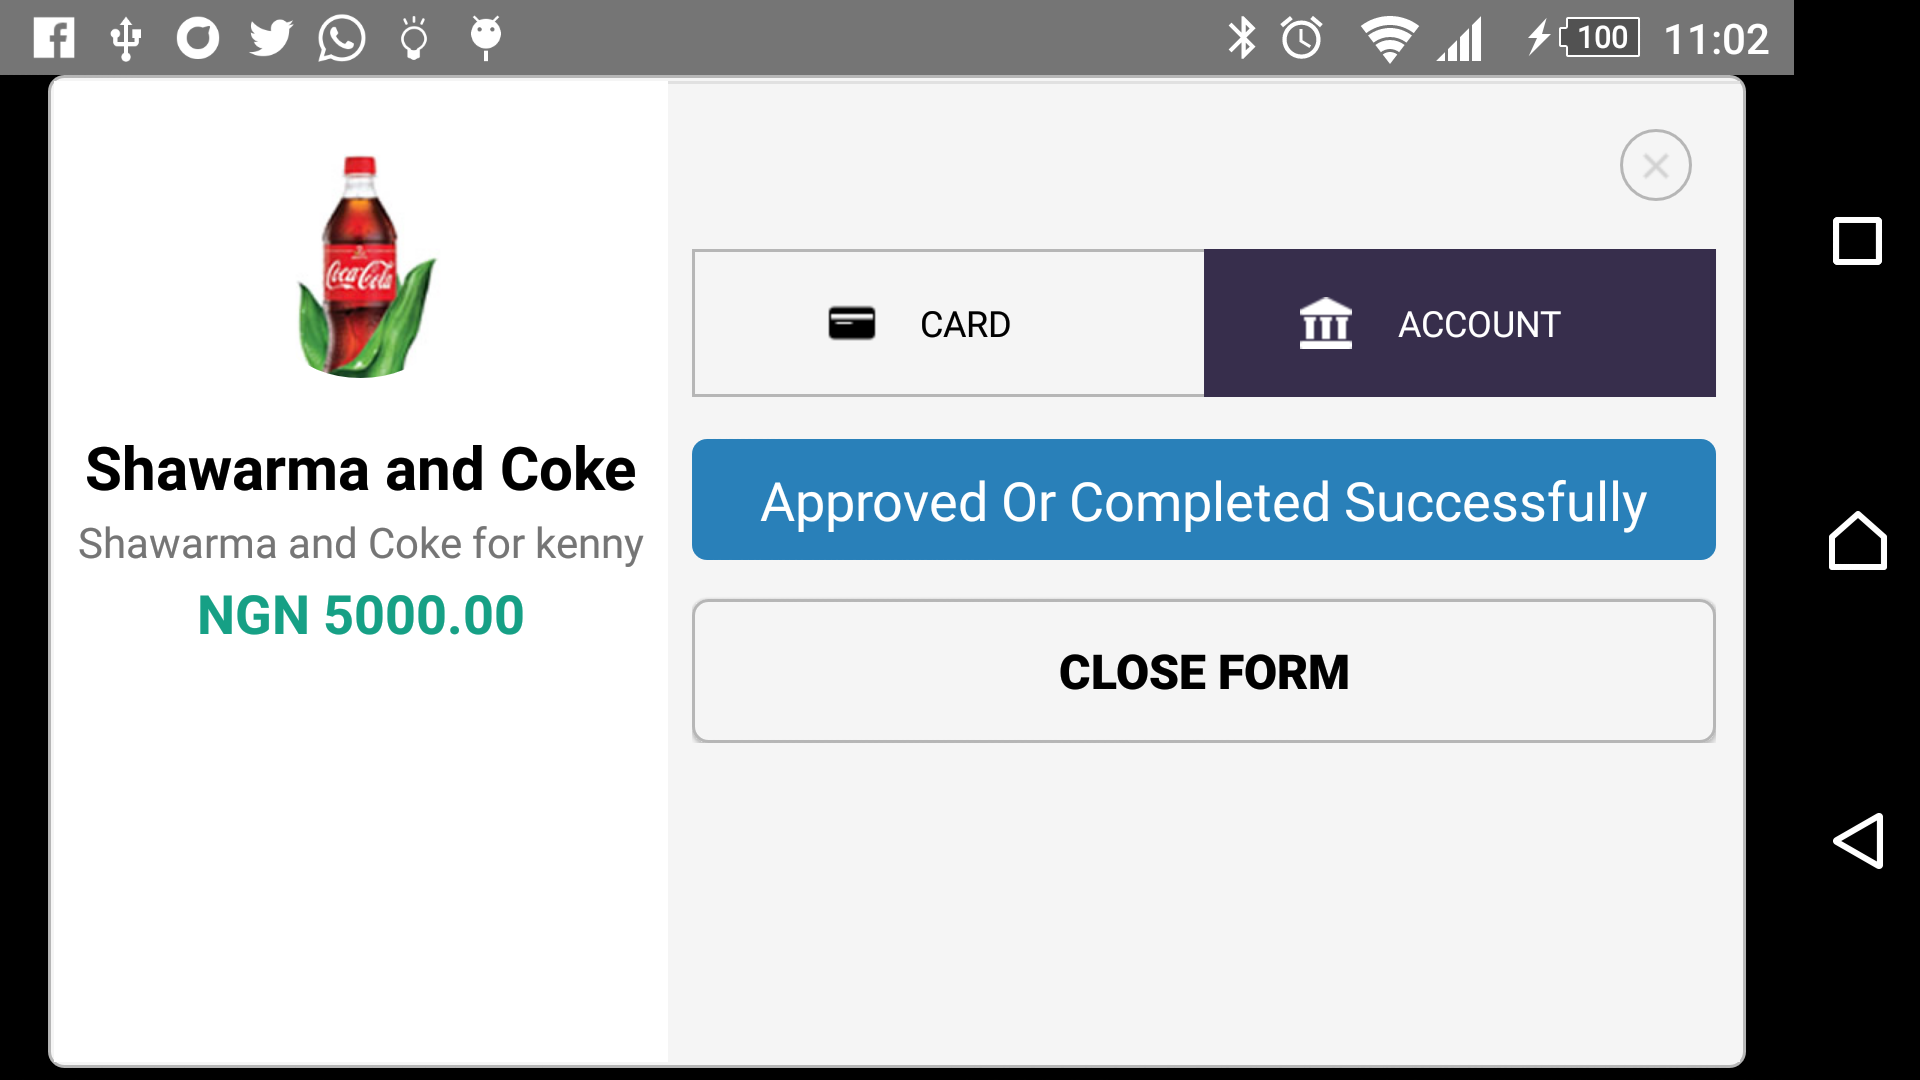 100 11:02
Coca-Cola
Shawarma and Coke
Shawarma and Coke for kenny
NGN 5000.00
CARD
ACCOUNT
Approved Or Completed Successfully
CLOSE FORM